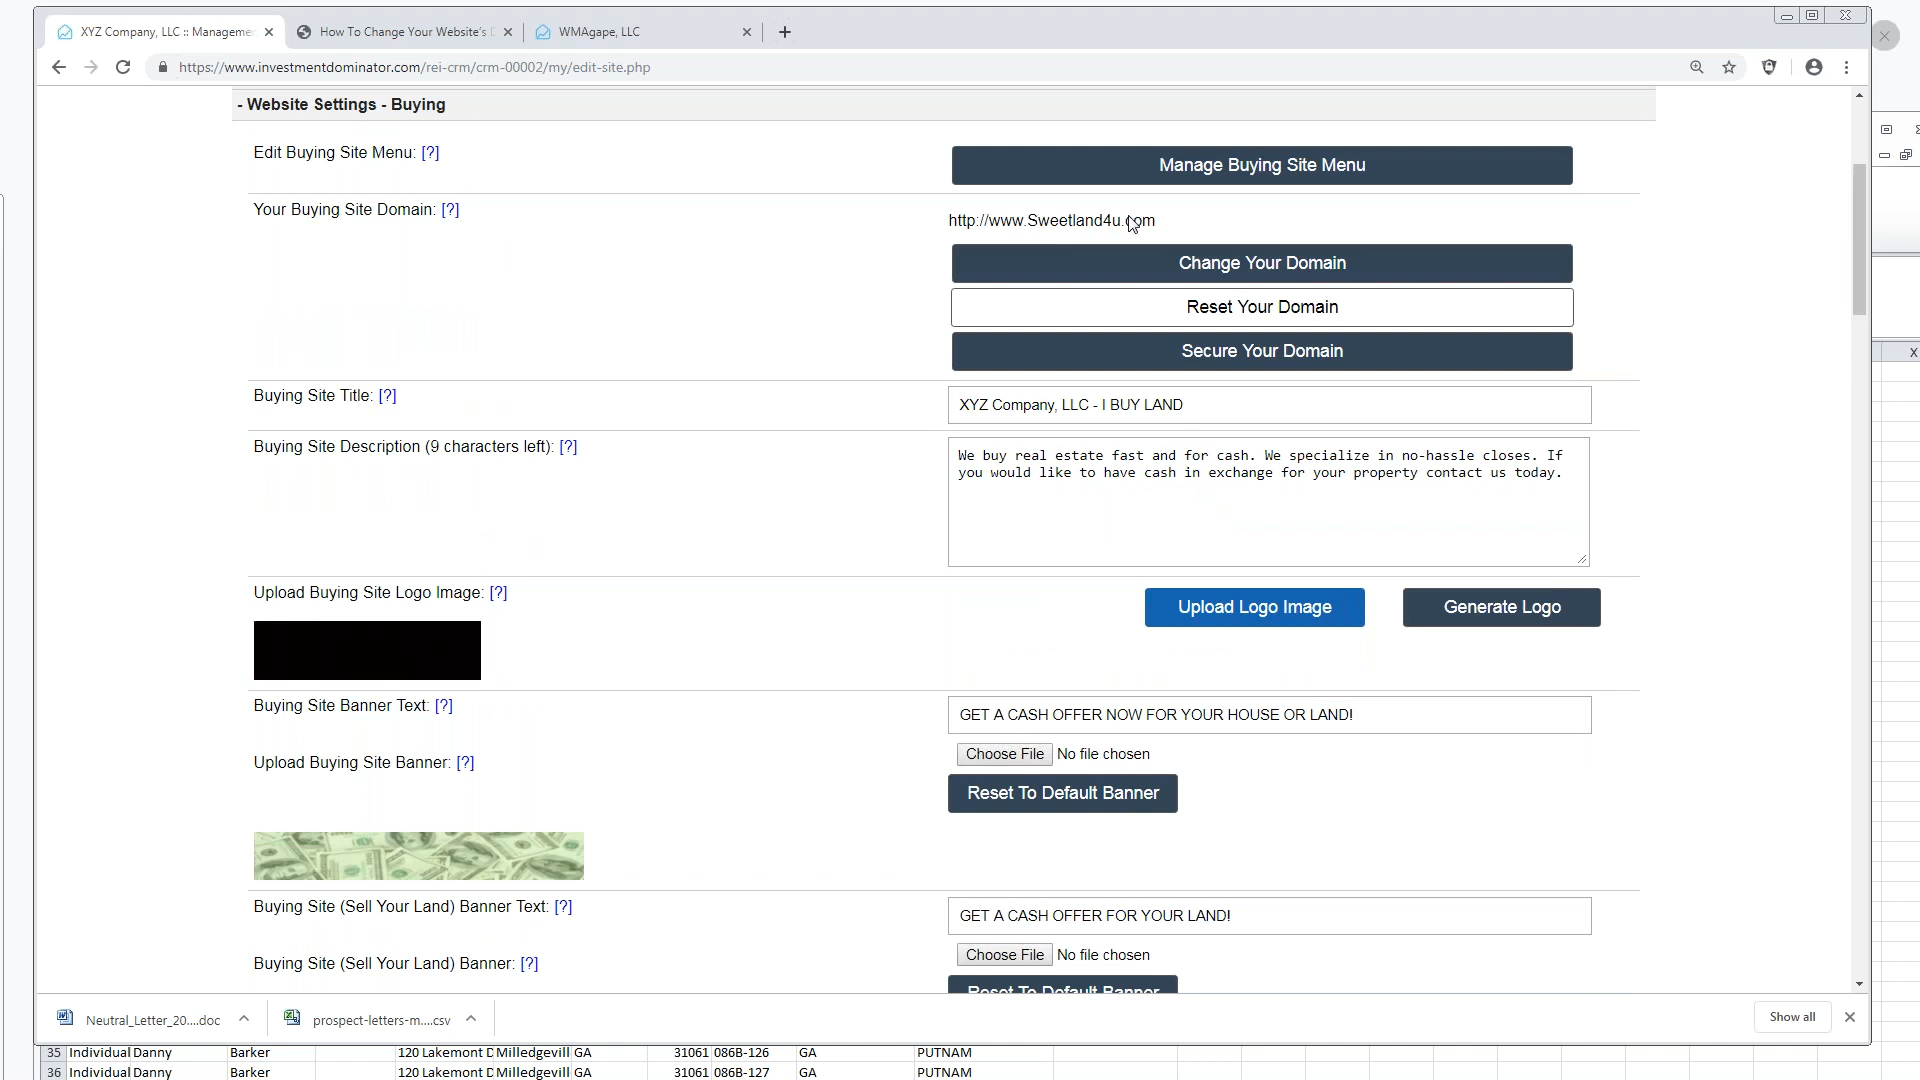 XYZ Company, LLC :: Manageme
How To Change Your Website's D
WMAgape, LLC
https://www.investmentdominator.com/rei-crm/crm-00002/my/edit-site.php
- Website Settings - Buying
Edit Buying Site Menu: [?]
Manage Buying Site Menu
Your Buying Site Domain: [?]
http://www.Sweetland4u.com
Change Your Domain
Reset Your Domain
Secure Your Domain
Buying Site Title: [?]
XYZ Company, LLC - I BUY LAND
Buying Site Description (9 characters left): [?]
We buy real estate fast and for cash. We specialize in no-hassle closes. If
you would like to have cash in exchange for your property contact us today.
Upload Buying Site Logo Image: [?]
Upload Logo Image
Generate Logo
Buying Site Banner Text: [?]
GET A CASH OFFER NOW FOR YOUR HOUSE OR LAND!
Choose File No file chosen
Upload Buying Site Banner: [?]
Reset To Default Banner
Buying Site (Sell Your Land) Banner Text: [?]
GET A CASH OFFER FOR YOUR LAND!
Choose File No file chosen
Buying Site (Sell Your Land) Banner: [?]
Reset To Default Banner
Neutral_Letter_20....doc
prospect-letters-m....csv
Show all
X
35 Individual Danny Barker 120 Lakemont D Milledgevill GA 31061 086B-126 GA PUTNAM
36 Individual Danny Barker 120 Lakemont D Milledgevill GA 31061 086B-127 GA PUTNAM